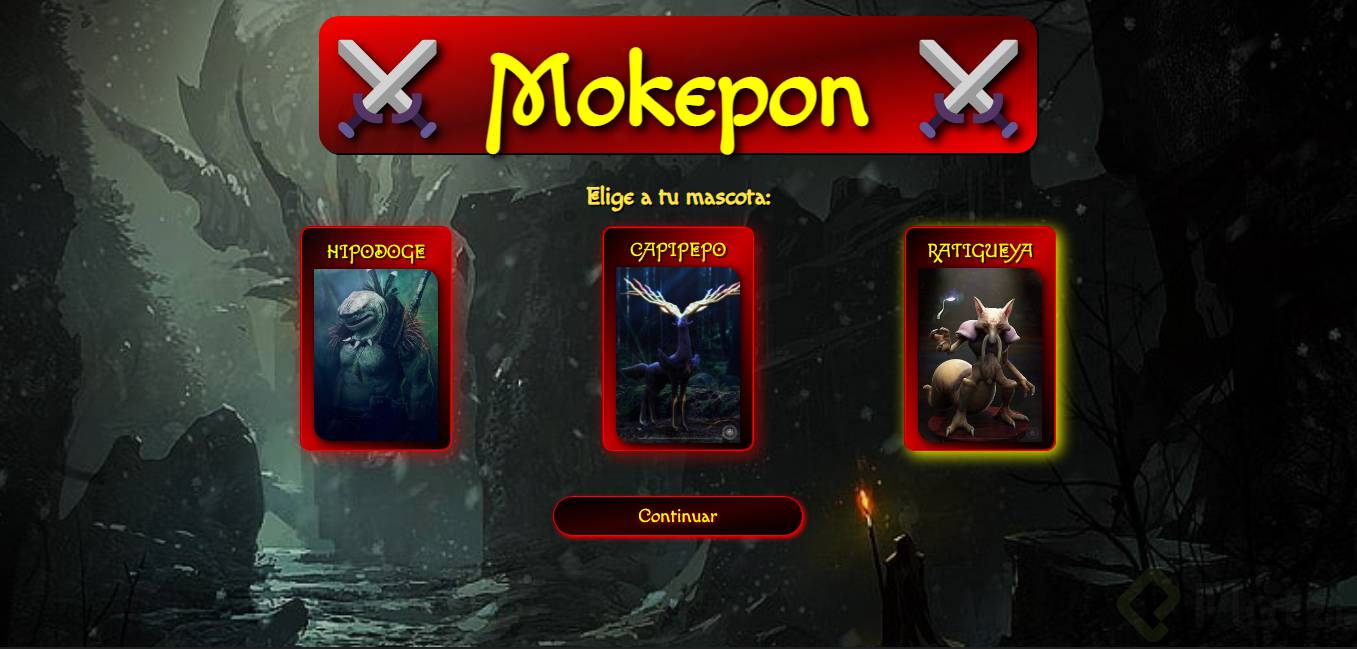 Mokepon
Elige a tu mascota:
HIPODOGE
CAPIPEPO
RATIGUEYA
Continuar